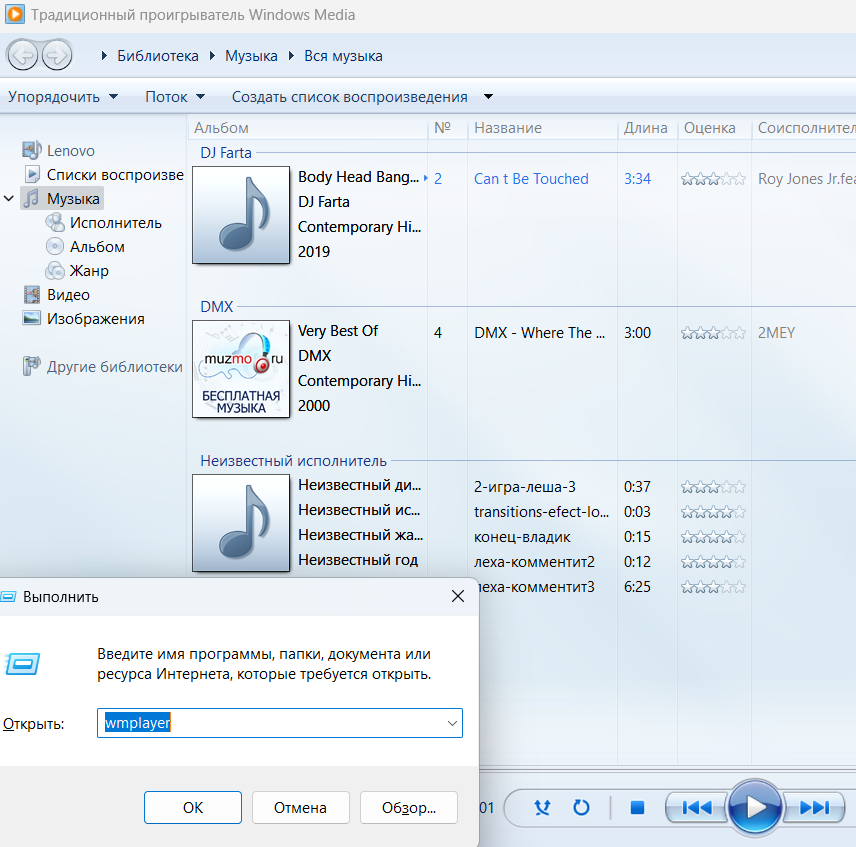 Традиционный проигрыватель Windows Media
Библиотека Музыка Вся музыка
Упорядочить Поток Создать список воспроизведения
Альбом № Название Длина Оценка Соисполнител
Lenovo
Списки воспроизве
Музыка
Исполнитель
Альбом
Жанр
Видео
Изображения
Другие библиотеки
DJ Farta
Body Head Bang... 2 Can t Be Touched 3:34 Roy Jones Jr.fea
DJ Farta
Contemporary Hi...
2019
DMX
muzmo.ru
БЕСПЛАТНАЯ
МУЗЫКА
Very Best Of 4 DMX - Where The ... 3:00 2MEY
DMX
Contemporary Hi...
2000
Неизвестный исполнитель
Неизвестный ди... 2-игра-леша-3 0:37
Неизвестный ис... transitions-efect-lo... 0:03
Неизвестный жа... конец-владик 0:15
Неизвестный год леха-комментит2 0:12
леха-комментит3 6:25
Выполнить
Введите имя программы, папки, документа или
ресурса Интернета, которые требуется открыть.
Открыть: wmplayer
ОК Отмена Обзор...
01